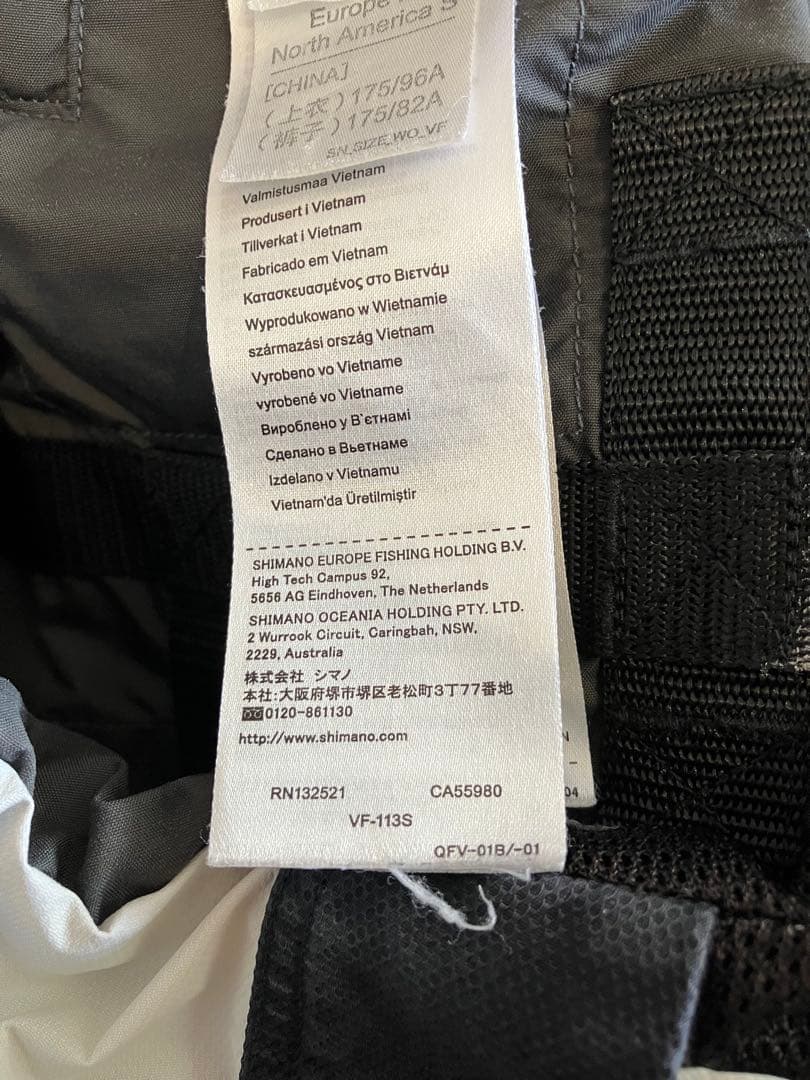 Europe
North America S
[CHINA]
(上衣) 175/96A
(裤子) 175/82A
SN_SIZE_WO_VF
Valmistusmaa Vietnam
Produsert i Vietnam
Tillverkat i Vietnam
Fabricado em Vietnam
Κατασκευασμένος στο Βιετνάμ
Wyprodukowano w Wietnamie
származási ország Vietnam
Vyrobeno vo Vietname
vyrobené vo Vietname
Вироблено у В`єтнамі
Сделано в Вьетнаме
Izdelano v Vietnamu
Vietnam'da Üretilmiştir
SHIMANO EUROPE FISHING HOLDING B.V.
High Tech Campus 92,
5656 AG Eindhoven, The Netherlands
SHIMANO OCEANIA HOLDING PTY. LTD.
2 Wurrook Circuit, Caringbah, NSW,
2229, Australia
株式会社 シマノ
本社:大阪府堺市堺区老松町3丁77番地
0120-861130
http://www.shimano.com
RN132521 CA55980
VF-113S
QFV-01B/-01
N
04